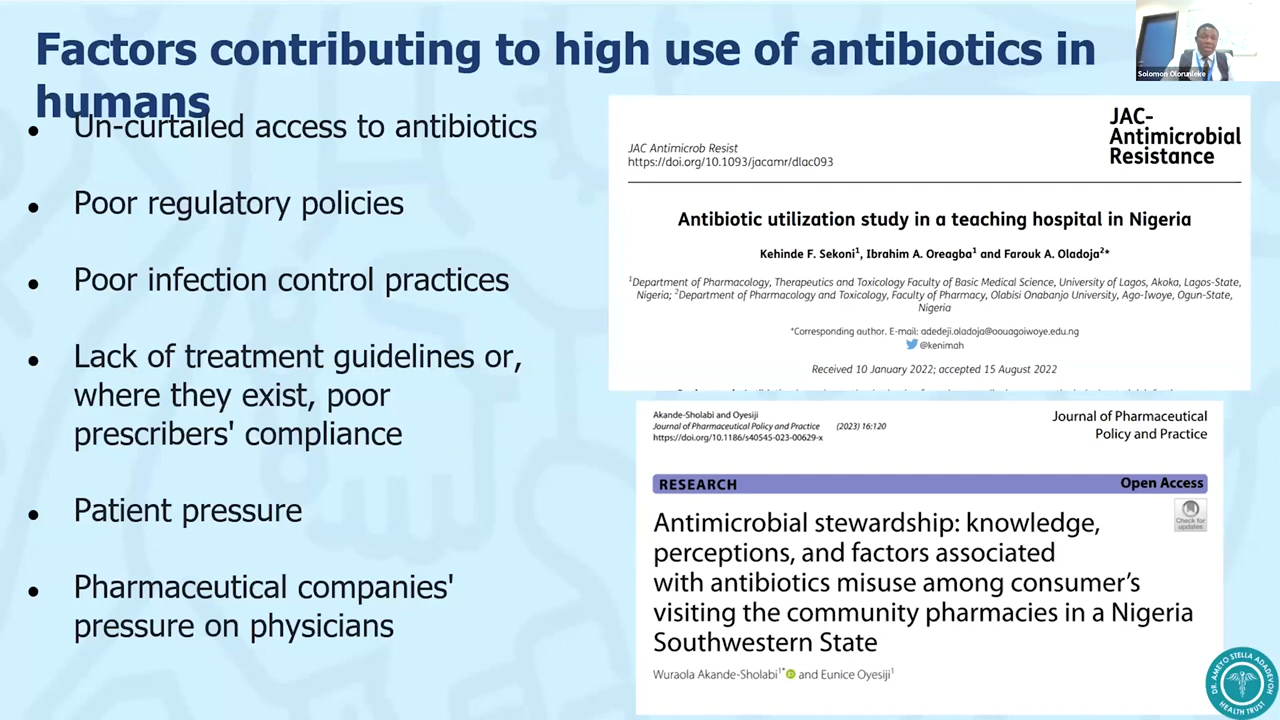 Factors contributing to high use of antibiotics in
humans
Un-curtailed access to antibiotics
Poor regulatory policies
Poor infection control practices
Lack of treatment guidelines or,
where they exist, poor
prescribers' compliance
Patient pressure
Pharmaceutical companies'
pressure on physicians
Solomon Olorunleke
JAC-
Antimicrobial
Resistance
JAC Antimicrob Resist
https://doi.org/10.1093/jacamr/dlac093
Antibiotic utilization study in a teaching hospital in Nigeria
Kehinde F. Sekoni1, Ibrahim A. Oreagba1 and Farouk A. Oladoja2*
1Department of Pharmacology, Therapeutics and Toxicology Faculty of Basic Medical Science, University of Lagos, Akoka, Lagos-State,
Nigeria; 2Department of Pharmacology and Toxicology, Faculty of Pharmacy, Olabisi Onabanjo University, Ago-Iwoye, Ogun-State,
Nigeria
*Corresponding author. E-mail: adedeji.oladoja@oouagoiwoye.edu.ng
@kenimah
Received 10 January 2022; accepted 15 August 2022
Akande-Sholabi and Oyesiji
Journal of Pharmaceutical Policy and Practice (2023) 16:120
https://doi.org/10.1186/s40545-023-00629-x
Journal of Pharmaceutical
Policy and Practice
RESEARCH Open Access
Check for
updates
Antimicrobial stewardship: knowledge,
perceptions, and factors associated
with antibiotics misuse among consumer's
visiting the community pharmacies in a Nigeria
Southwestern State
Wuraola Akande-Sholabi1* and Eunice Oyesiji1
DR. AMEYO STELLA ADADEVOH
HEALTH TRUST